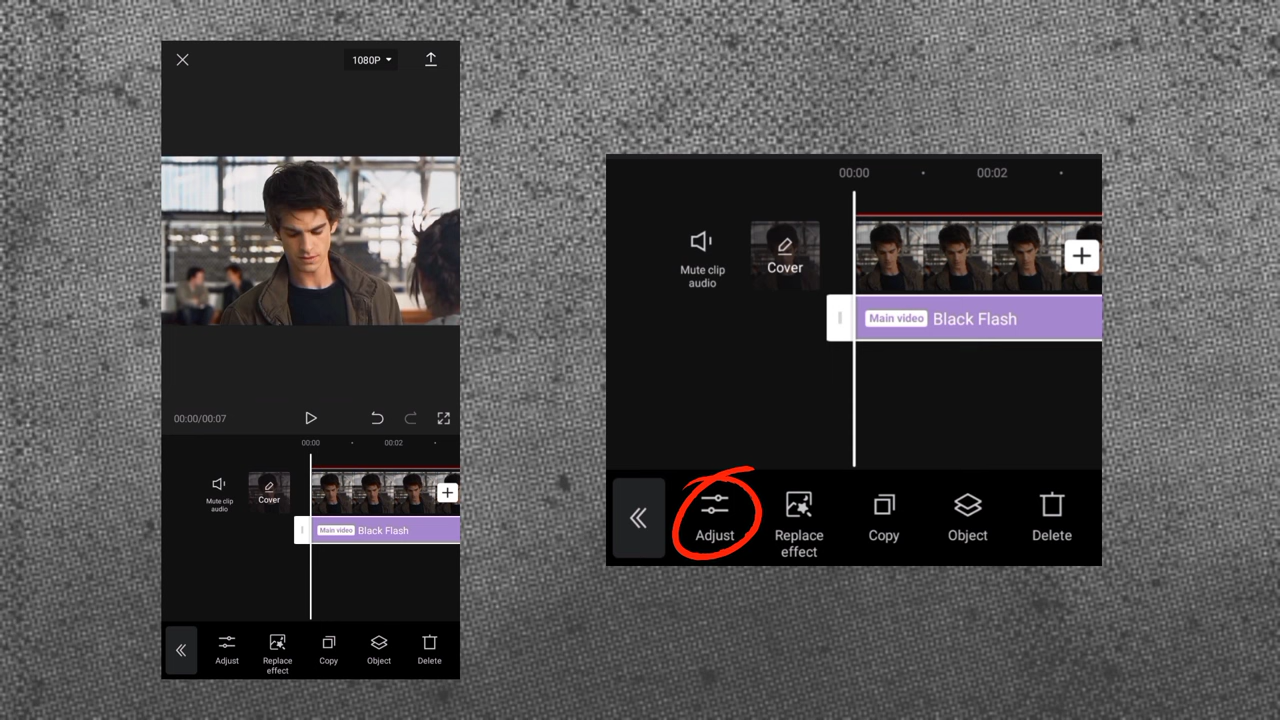 1080P
00:00/00:07
00:00
00:02
Mute clip
audio
Cover
Main video
Black Flash
Adjust
Replace
effect
Copy
Object
Delete
00:00
00:02
Mute clip
audio
Cover
Main video
Black Flash
Adjust
Replace
effect
Copy
Object
Delete